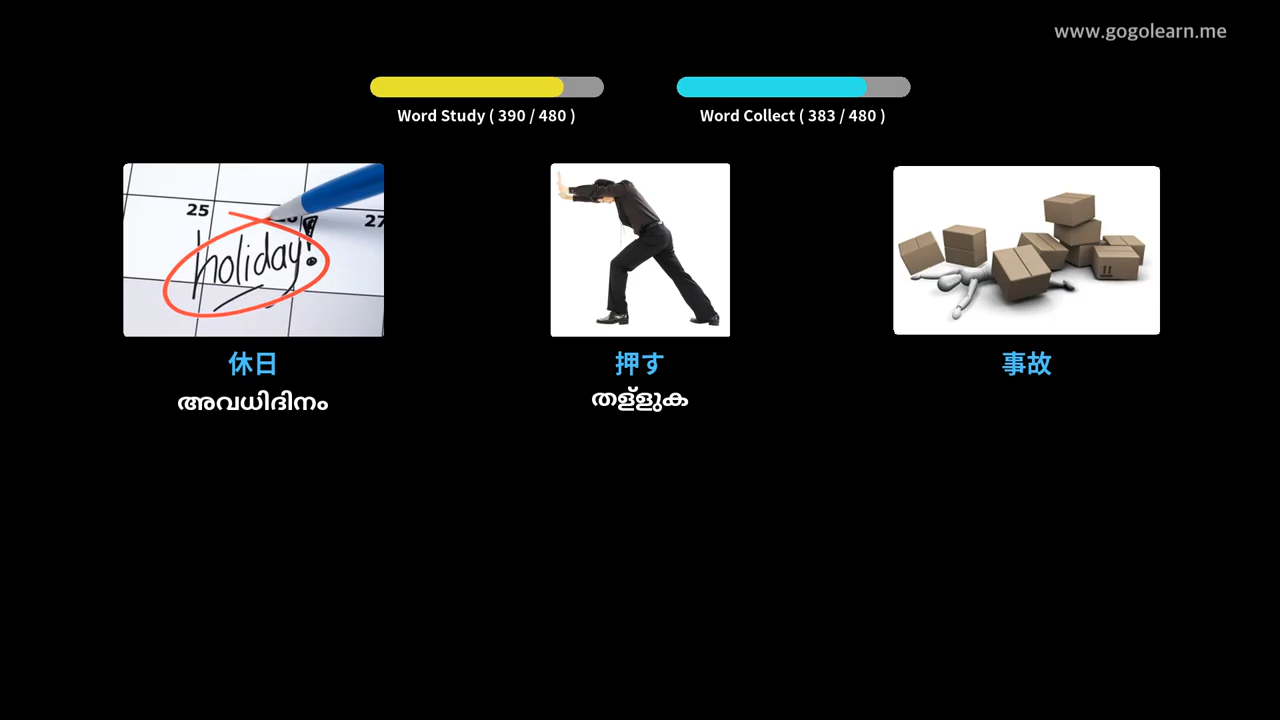 www.gogolearn.me
Word Study ( 390 / 480 )
Word Collect ( 383 / 480 )
25
27
holiday!
休日
押す
事故
അവധിദിനം
തള്ളുക